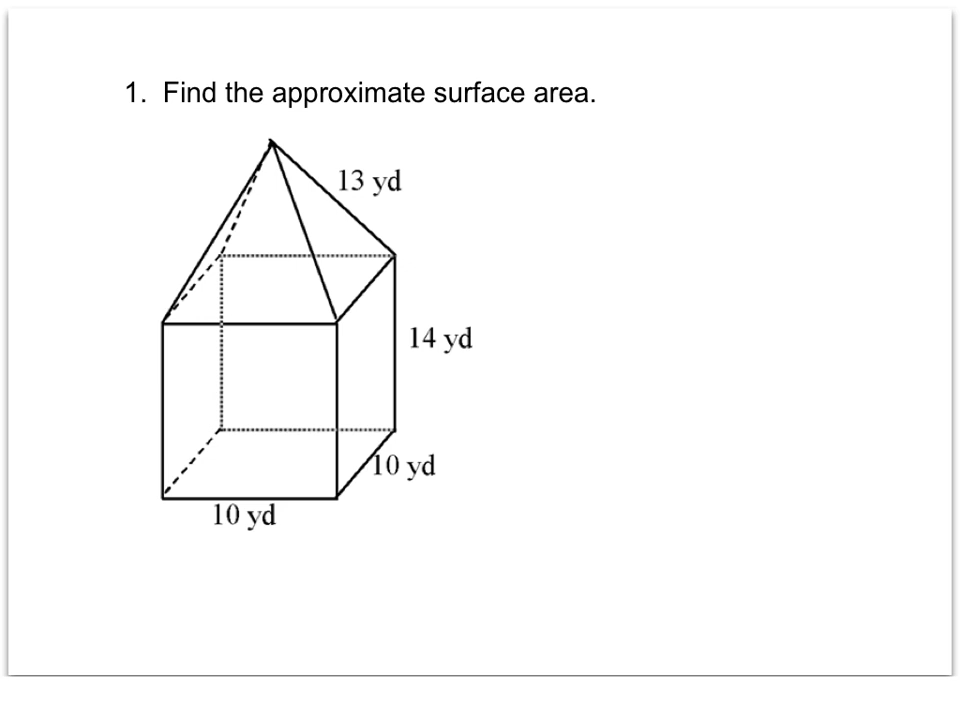 1. Find the approximate surface area.
13 yd
14 yd
10 yd
10 yd